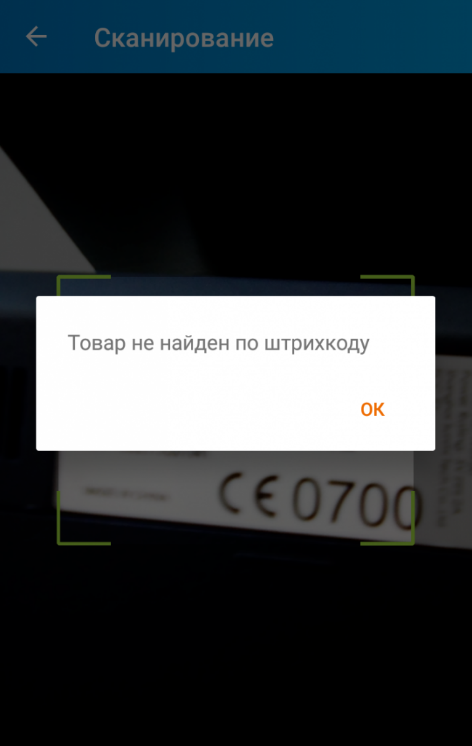 Сканирование
Товар не найден по штрихкоду
ОК
CE 0700